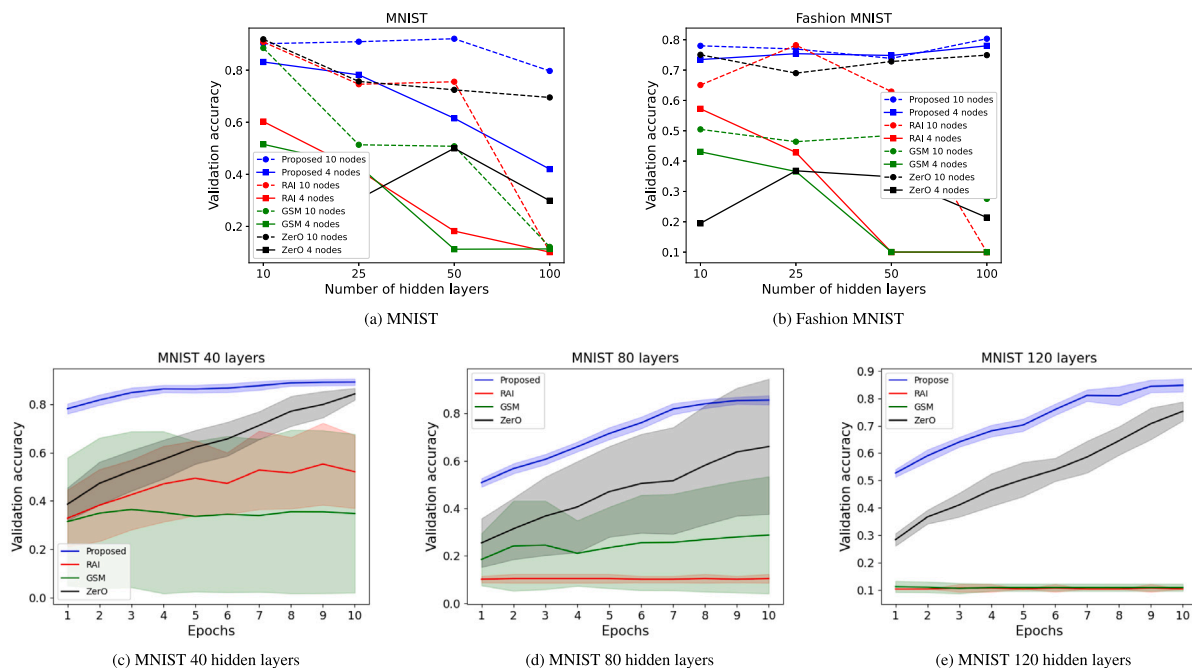 MNIST
Validation accuracy
0.8
0.6
0.4
0.2
Proposed 10 nodes
Proposed 4 nodes
RAI 10 nodes
RAI 4 nodes
GSM 10 nodes
GSM 4 nodes
ZerO 10 nodes
ZerO 4 nodes
10 25 50 100
Number of hidden layers
(a) MNIST
Fashion MNIST
Validation accuracy
0.8
0.7
0.6
0.5
0.4
0.3
0.2
0.1
Proposed 10 nodes
Proposed 4 nodes
RAI 10 nodes
RAI 4 nodes
GSM 10 nodes
GSM 4 nodes
ZerO 10 nodes
ZerO 4 nodes
10 25 50 100
Number of hidden layers
(b) Fashion MNIST
MNIST 40 layers
Validation accuracy
0.8
0.6
0.4
0.2
0.0
Proposed
RAI
GSM
ZerO
1 2 3 4 5 6 7 8 9 10
Epochs
(c) MNIST 40 hidden layers
MNIST 80 layers
Validation accuracy
0.8
0.6
0.4
0.2
0.0
Proposed
RAI
GSM
ZerO
1 2 3 4 5 6 7 8 9 10
Epochs
(d) MNIST 80 hidden layers
MNIST 120 layers
Validation accuracy
0.9
0.8
0.7
0.6
0.5
0.4
0.3
0.2
0.1
Propose
RAI
GSM
ZerO
1 2 3 4 5 6 7 8 9 10
Epochs
(e) MNIST 120 hidden layers